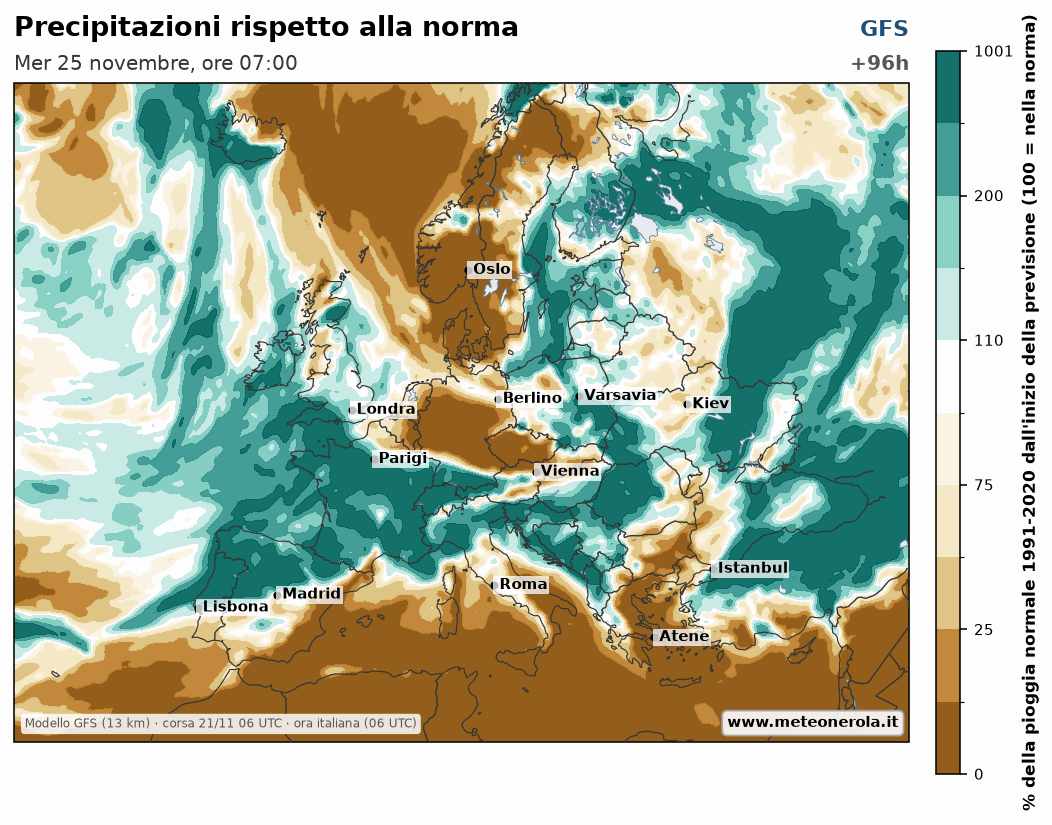 Precipitazioni rispetto alla norma
GFS
Mer 25 novembre, ore 07:00
+96h
Oslo
Londra
Berlino
Varsavia
Kiev
Parigi
Vienna
Istanbul
Roma
Madrid
Lisbona
Atene
Modello GFS (13 km) · corsa 21/11 06 UTC · ora italiana (06 UTC)
www.meteonerola.it
1001
200
110
75
25
0
% della pioggia normale 1991-2020 dall'inizio della previsione (100 = nella norma)